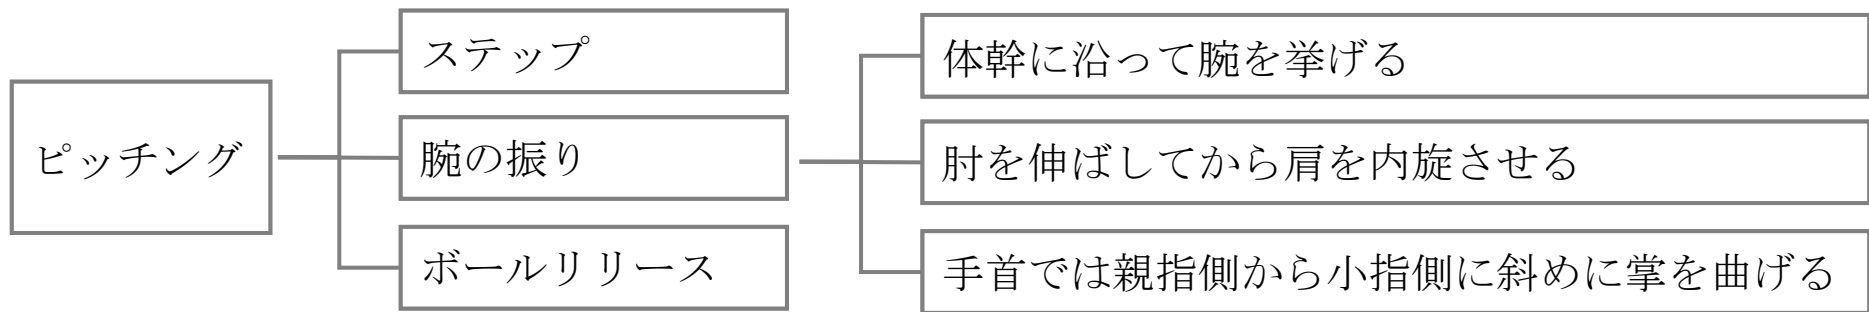 ピッチング
ステップ
腕の振り
ボールリリース
体幹に沿って腕を挙げる
肘を伸ばしてから肩を内旋させる
手首では親指側から小指側に斜めに掌を曲げる